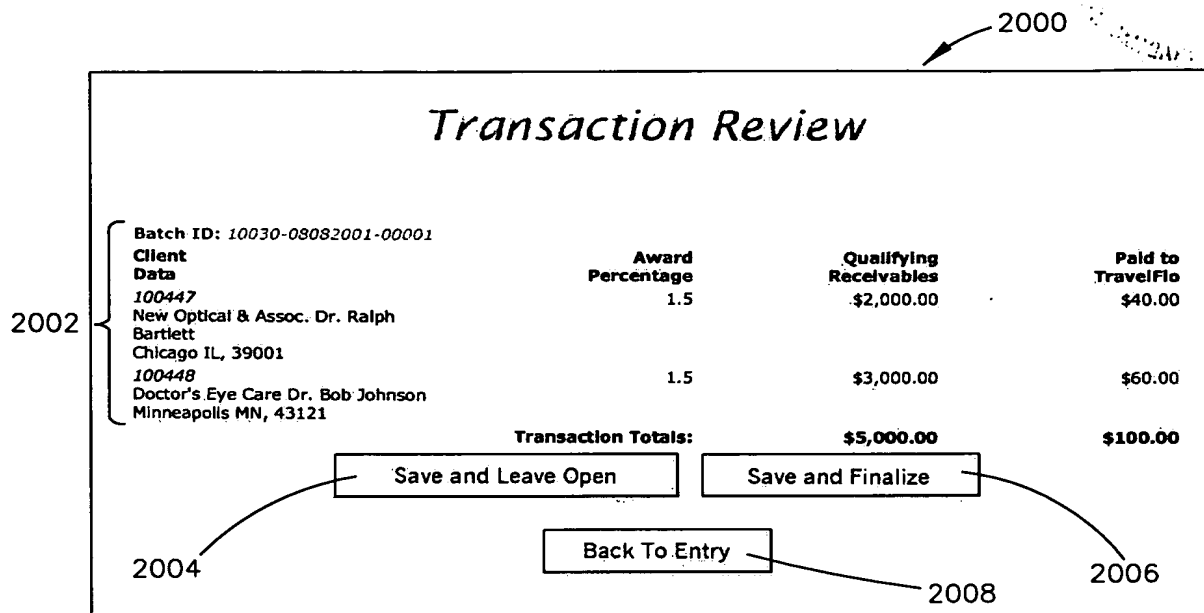 2000
Transaction Review
Batch ID: 10030-08082001-00001
Client Data Award Percentage Qualifying Receivables Paid to TravelFlo
100447 1.5 $2,000.00 $40.00
New Optical & Assoc. Dr. Ralph
Bartlett
Chicago IL, 39001
2002
100448 1.5 $3,000.00 $60.00
Doctor's Eye Care Dr. Bob Johnson
Minneapolis MN, 43121
Transaction Totals: $5,000.00 $100.00
Save and Leave Open Save and Finalize
Back To Entry
2004 2008 2006